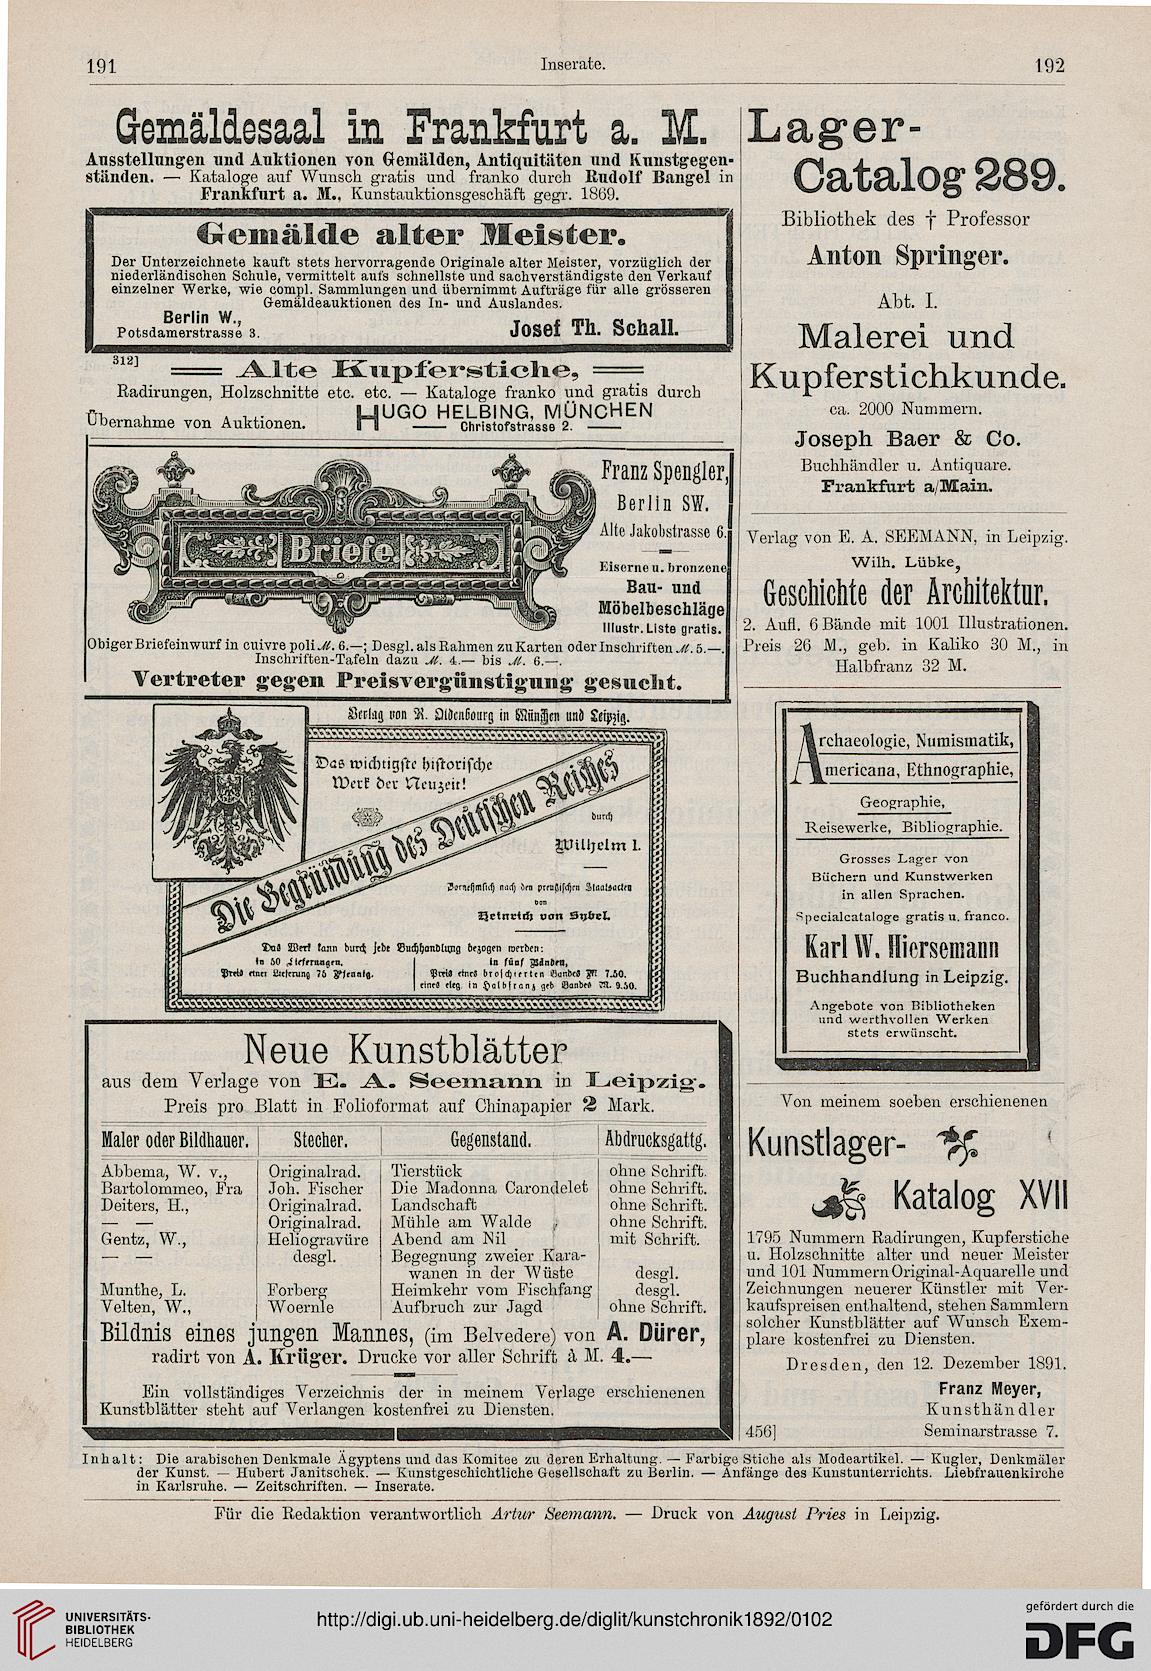 191
Inserate.
192
Gemäldesaal in Frankfurt a. M.
Ausstellungen und Auktionen von Gemälden, Antiquitäten und Kunstgegen-
ständen. — Kataloge auf Wunsch gratis und franko durch Rudolf Bangel in
Frankfurt a. M., Kunstauktionsgeschäft gegr. 1869.
Gemälde alter Meister.
Der Unterzeichnete kauft stets hervorragende Originale alter Meister, vorzüglich der
niederländischen Schule, vermittelt aufs schnellste und sachverständigste den Verkauf
einzelner Werke, wie compl. Sammlungen und übernimmt Aufträge für alle grösseren
Gemäldeauktionen des In- und Auslandes.
Berlin W.,
Potsdamerstrasse 3.
Josef Th. Schall.
312]
Alte Kupferstiche,
Radirungen, Holzschnitte etc. etc. — Kataloge franko und gratis durch
Übernahme von Auktionen.
HUGO HELBING, MÜNCHEN
Christofstrasse 2.
Briefe
Franz Spengler,
Berlin SW.
Alte Jakobstrasse 6.
Eiserne u. bronzene
Bau- und
Möbelbeschläge
Illustr. Liste gratis.
Obiger Briefeinwurf in cuivre poli ℳ. 6.—; Desgl. als Rahmen zu Karten oder Inschriften ℳ. 5.—.
Inschriften-Tafeln dazu ℳ. 4.— bis ℳ. 6.—.
Vertreter gegen Preisvergünstigung gesucht.
Verlag von R. Oldenbourg in München und Leipzig.
Das wichtigste historische
Werk der Neuzeit!
Die Begründung des Deutschen Reiches
durch
Wilhelm I.
Vornehmlich nach den preußischen Staatsacten
von
Heinrich von Sybel.
Das Werk kann durch jede Buchhandlung bezogen werden:
in 50 Lieferungen.
Preis einer Lieferung 75 Pfennig.
in fünf Bänden,
Preis eines broschierten Bandes M. 7.50.
eines eleg. in Halbfranz geb. Bandes M. 9.50.
Neue Kunstblätter
aus dem Verlage von E. A. Seemann in Leipzig.
Preis pro Blatt in Folioformat auf Chinapapier 2 Mark.
Maler oder Bildhauer. Stecher. Gegenstand. Abdrucksgattg.
Abbema, W. v., Originalrad. Tierstück ohne Schrift.
Bartolommeo, Fra Joh. Fischer Die Madonna Carondelet ohne Schrift.
Deiters, H., Originalrad. Landschaft ohne Schrift.
— — Originalrad. Mühle am Walde ohne Schrift.
Gentz, W., Heliogravüre Abend am Nil mit Schrift.
— — desgl. Begegnung zweier Kara-
wanen in der Wüste desgl.
Munthe, L. Forberg Heimkehr vom Fischfang desgl.
Velten, W., Woernle Aufbruch zur Jagd ohne Schrift.
Bildnis eines jungen Mannes, (im Belvedere) von A. Dürer,
radirt von A. Krüger. Drucke vor aller Schrift à M. 4.—
Ein vollständiges Verzeichnis der in meinem Verlage erschienenen
Kunstblätter steht auf Verlangen kostenfrei zu Diensten.
Lager-
Catalog 289.
Bibliothek des † Professor
Anton Springer.
Abt. I.
Malerei und
Kupferstichkunde.
ca. 2000 Nummern.
Joseph Baer & Co.
Buchhändler u. Antiquare.
Frankfurt a/Main.
Verlag von E. A. SEEMANN, in Leipzig.
Wilh. Lübke,
Geschichte der Architektur.
2. Aufl. 6 Bände mit 1001 Illustrationen.
Preis 26 M., geb. in Kaliko 30 M., in
Halbfranz 32 M.
Archaeologie, Numismatik,
Americana, Ethnographie,
Geographie,
Reisewerke, Bibliographie.
Grosses Lager von
Büchern und Kunstwerken
in allen Sprachen.
Specialcataloge gratis u. franco.
Karl W. Hiersemann
Buchhandlung in Leipzig.
Angebote von Bibliotheken
und werthvollen Werken
stets erwünscht.
Von meinem soeben erschienenen
Kunstlager-
Katalog XVII
1795 Nummern Radirungen, Kupferstiche
u. Holzschnitte alter und neuer Meister
und 101 Nummern Original-Aquarelle und
Zeichnungen neuerer Künstler mit Ver-
kaufspreisen enthaltend, stehen Sammlern
solcher Kunstblätter auf Wunsch Exem-
plare kostenfrei zu Diensten.
Dresden, den 12. Dezember 1891.
Franz Meyer,
Kunsthändler
456] Seminarstrasse 7.
Inhalt: Die arabischen Denkmale Ägyptens und das Komitee zu deren Erhaltung. — Farbige Stiche als Modeartikel. — Kugler, Denkmäler
der Kunst. — Hubert Janitschek. — Kunstgeschichtliche Gesellschaft zu Berlin. — Anfänge des Kunstunterrichts. Liebfrauenkirche
in Karlsruhe. — Zeitschriften. — Inserate.
Für die Redaktion verantwortlich Artur Seemann. — Druck von August Pries in Leipzig.
UNIVERSITÄTS-
BIBLIOTHEK
HEIDELBERG
http://digi.ub.uni-heidelberg.de/diglit/kunstchronik1892/0102
gefördert durch die
DFG